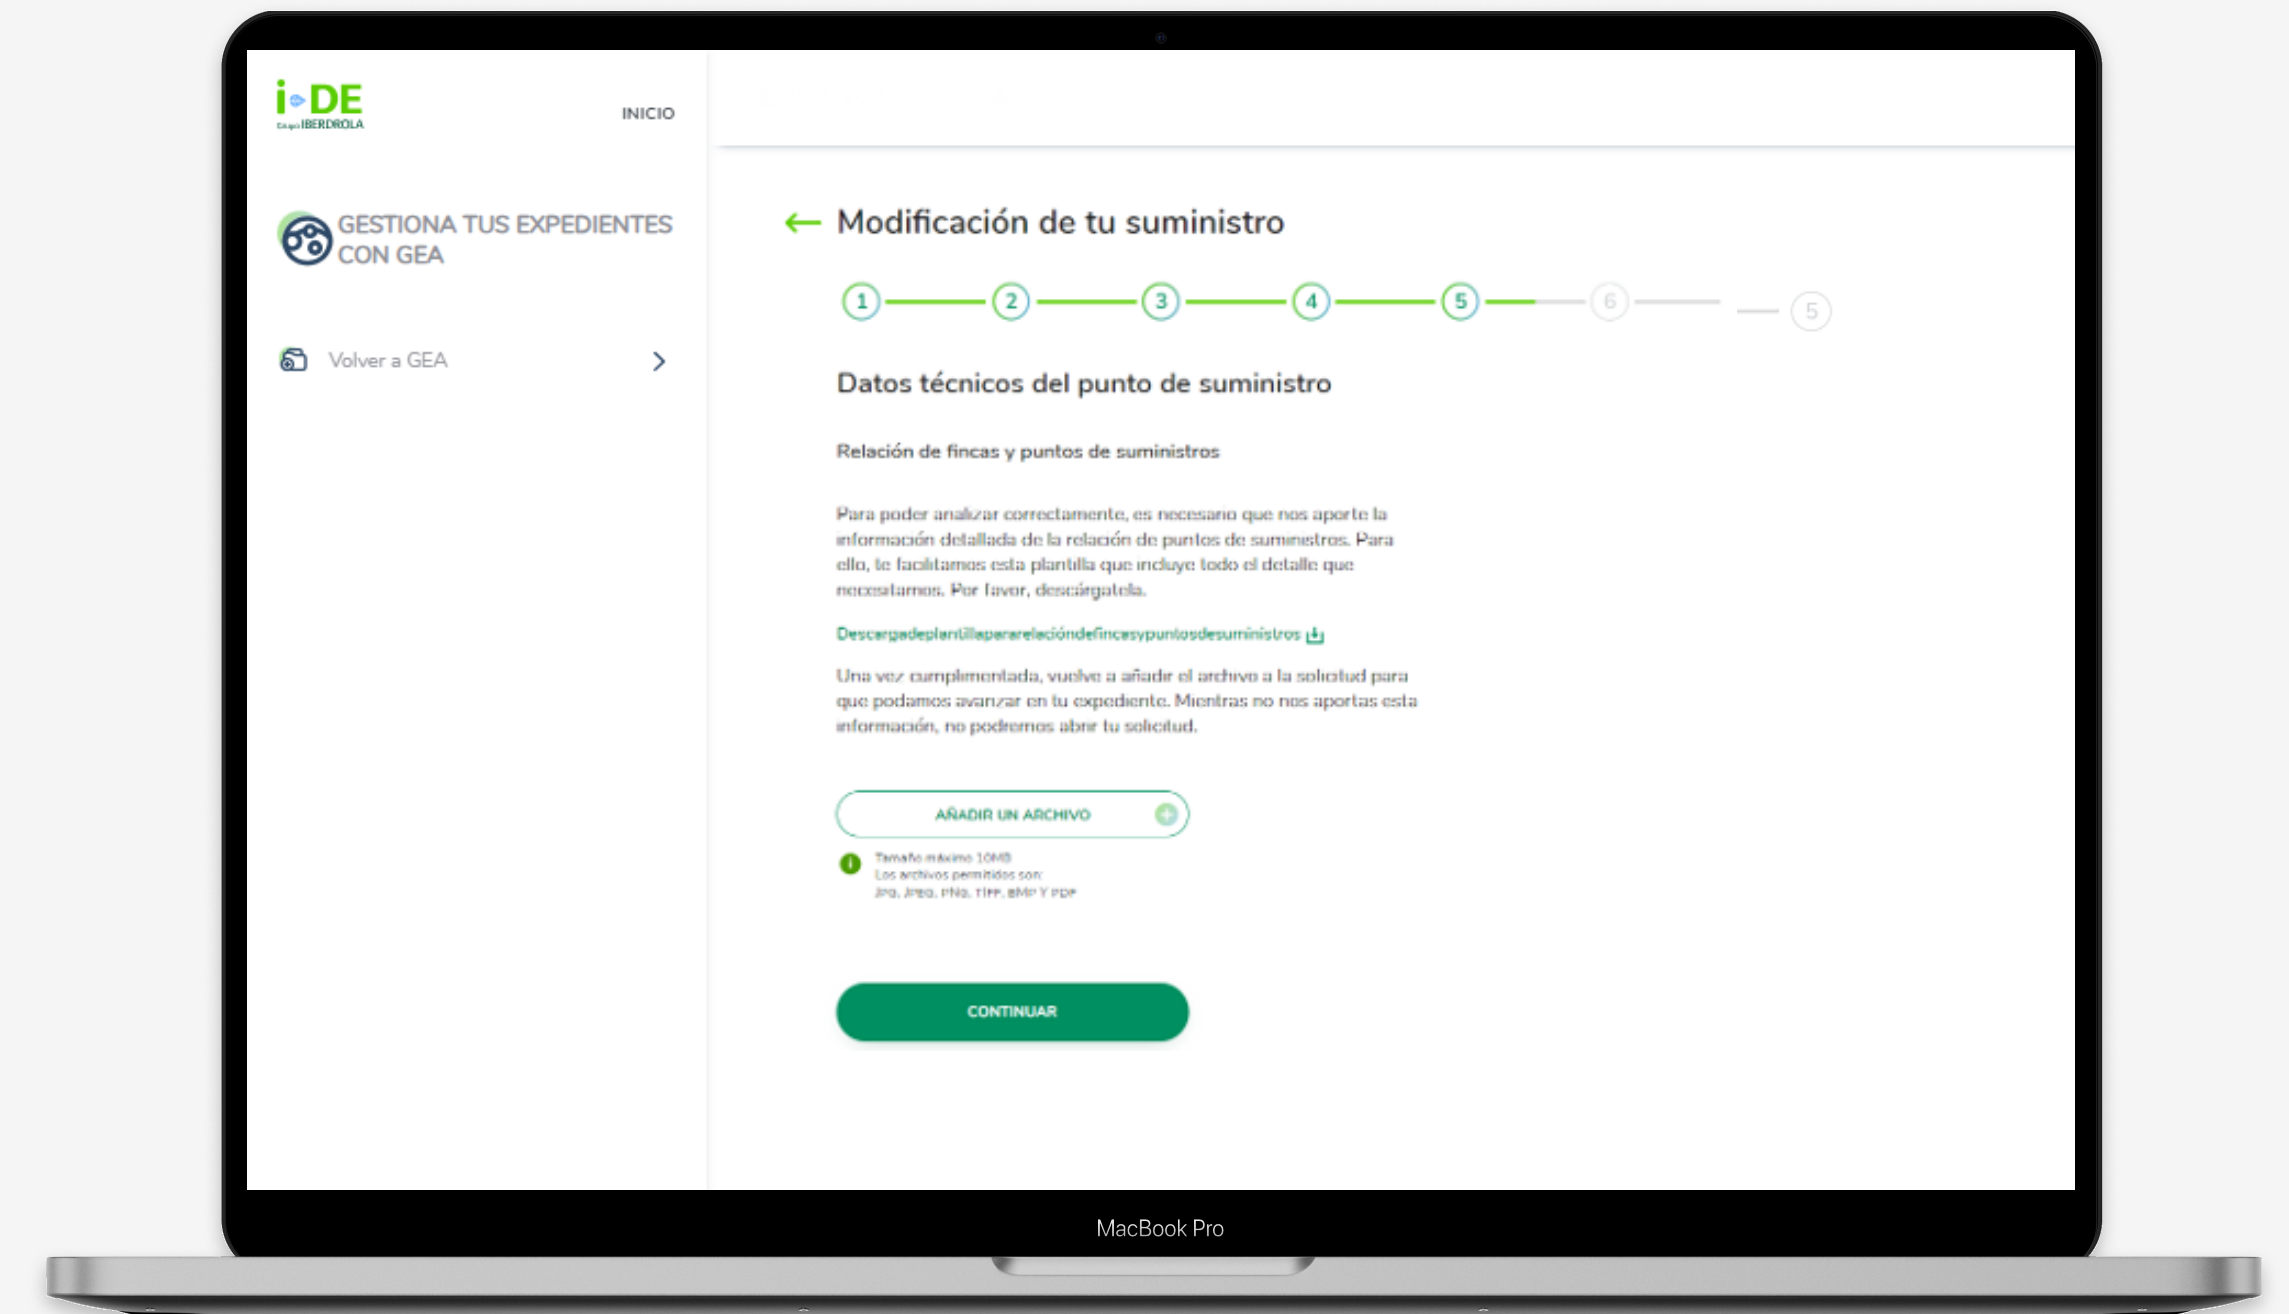 i DE
Grupo IBERDROLA
INICIO
GESTIONA TUS EXPEDIENTES
CON GEA
Volver a GEA
Modificación de tu suministro
1 2 3 4 5 6 5
Datos técnicos del punto de suministro
Relación de fincas y puntos de suministros
Para poder analizar correctamente, es necesario que nos aporte la
información detallada de la relación de puntos de suministros. Para
ello, te facilitamos esta plantilla que incluye todo el detalle que
necesitamos. Por favor, descárgatela.
Descargadeplantillapararelacióndefincasypuntosdesuministros
Una vez cumplimentada, vuelve a añadir el archivo a la solicitud para
que podamos avanzar en tu expediente. Mientras no nos aportas esta
información, no podremos abrir tu solicitud.
AÑADIR UN ARCHIVO
Tamaño máximo 10MB
Los archivos permitidos son:
JPG, JPEG, PNG, TIFF, BMP Y PDF
CONTINUAR
MacBook Pro